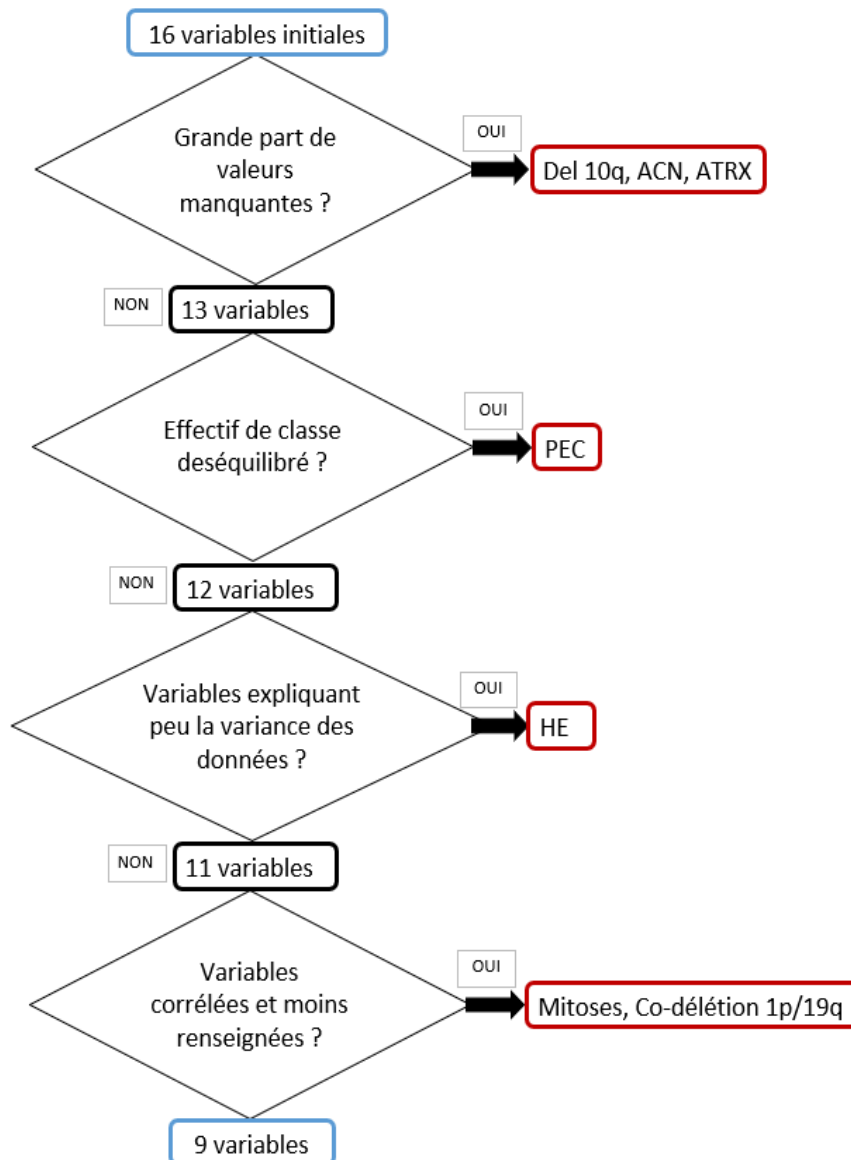 16 variables initiales
Grande part de
valeurs
manquantes ?
OUI
Del 10q, ACN, ATRX
NON
13 variables
Effectif de classe
deséquilibré ?
OUI
PEC
NON
12 variables
Variables expliquant
peu la variance des
données ?
OUI
HE
NON
11 variables
Variables
corrélées et moins
renseignées ?
OUI
Mitoses, Co-délétion 1p/19q
9 variables